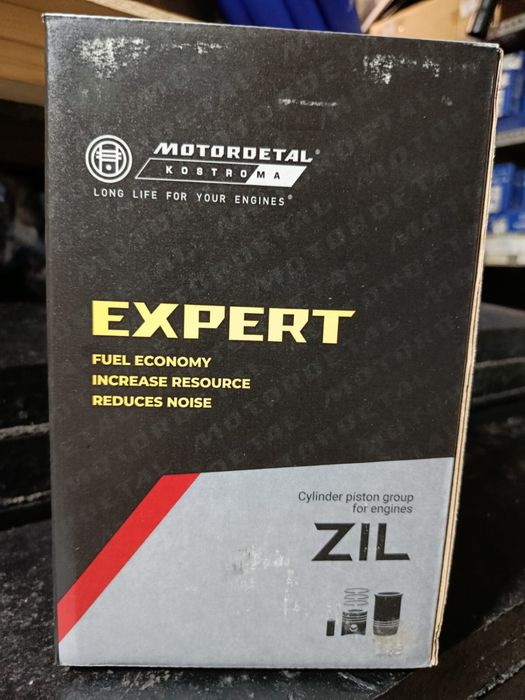 MOTORDETAL®
KOSTROMA
LONG LIFE FOR YOUR ENGINES®
EXPERT
FUEL ECONOMY
INCREASE RESOURCE
REDUCES NOISE
Cylinder piston group
for engines
ZIL